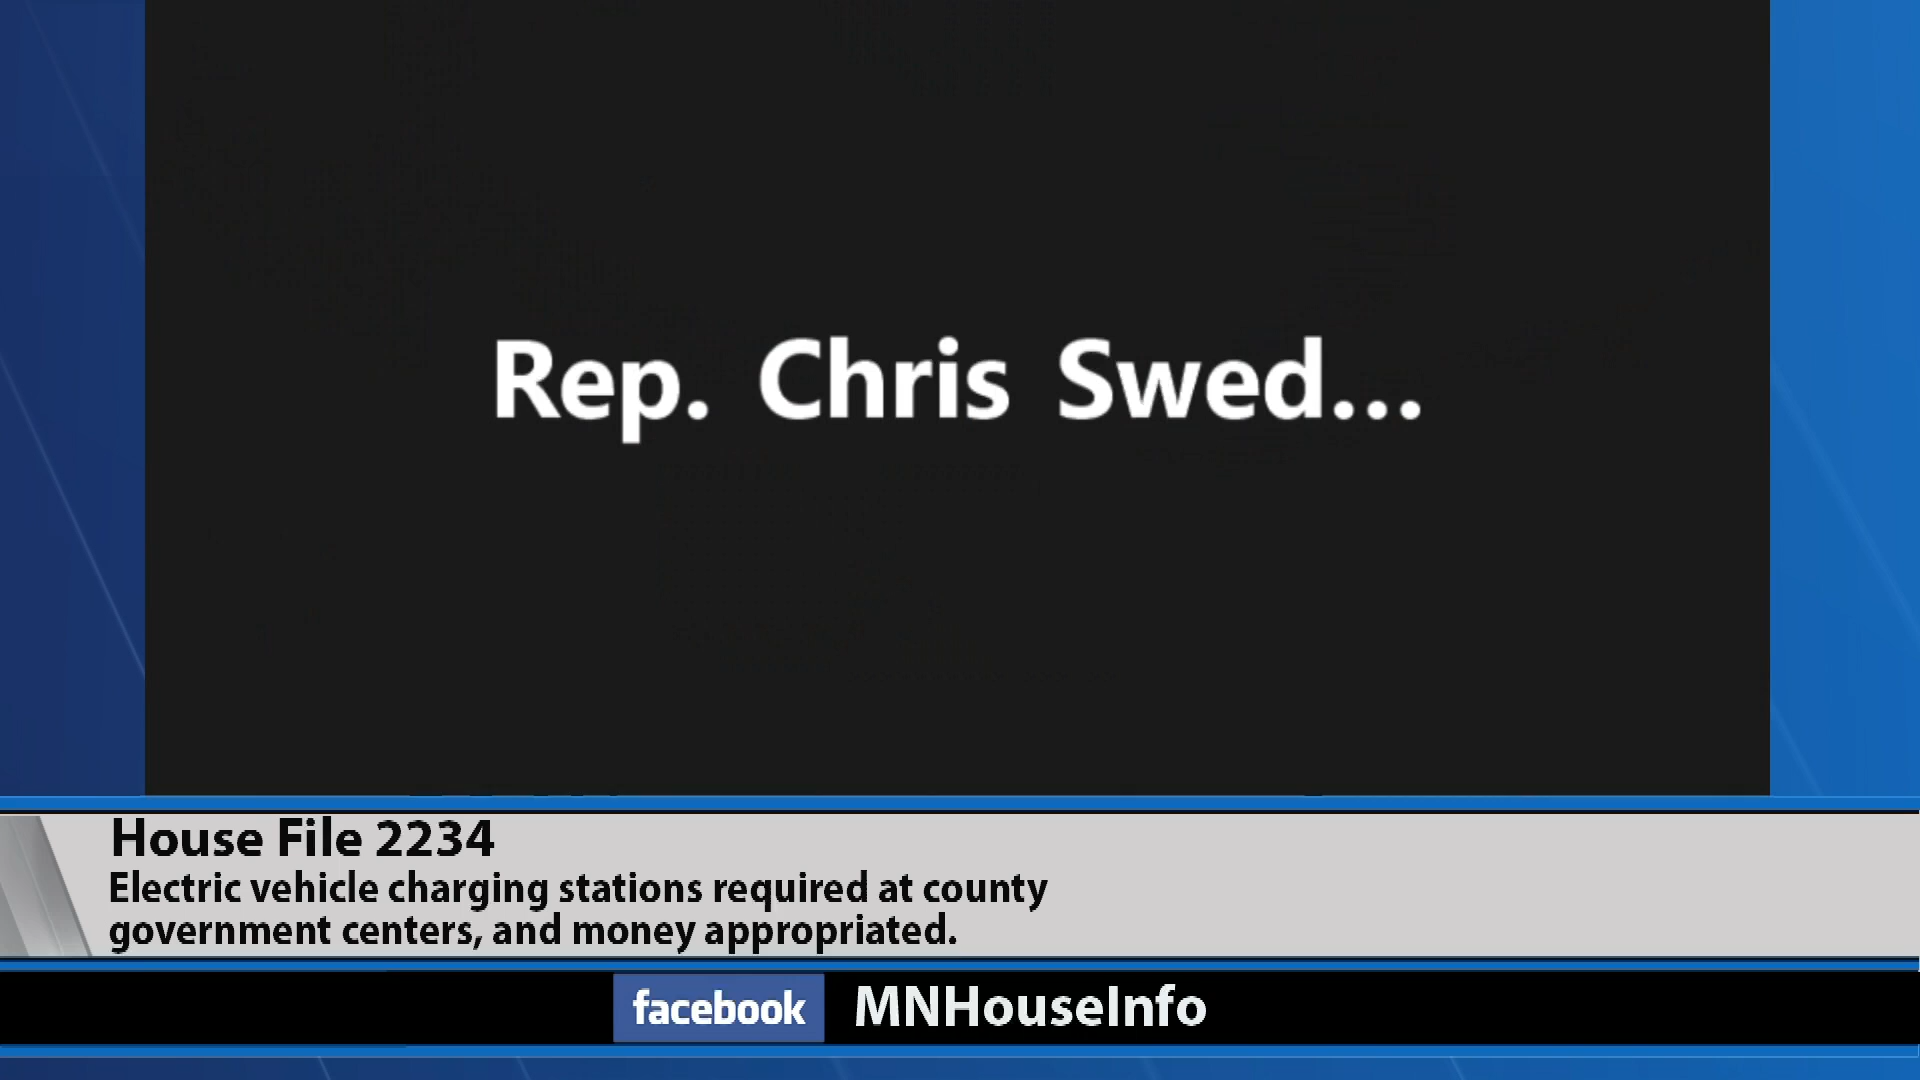 Rep. Chris Swed...
House File 2234
Electric vehicle charging stations required at county
government centers, and money appropriated.
facebook MNHouseInfo